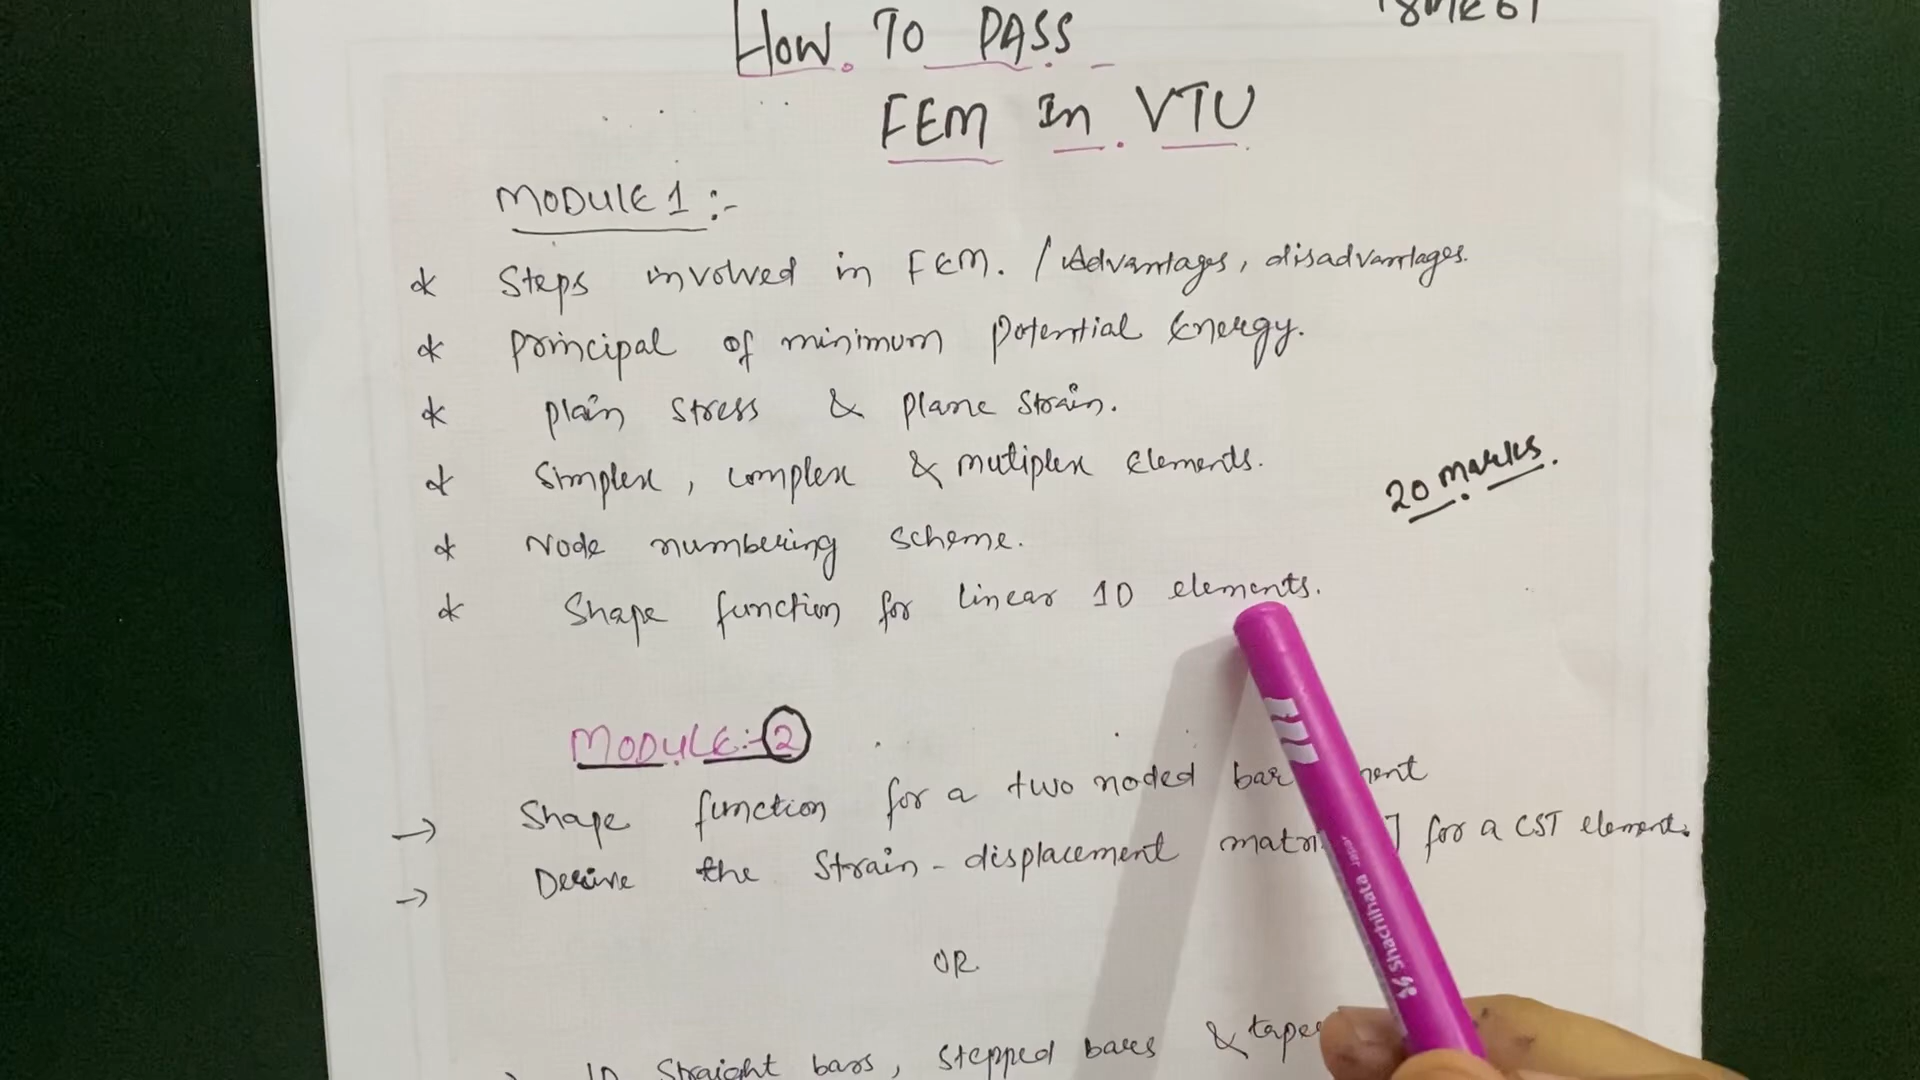 How To PASS
FEM In VTU
MODULE 1 :-
* Steps involved in FEM. / Advantages, disadvantages.
* principal of minimum potential Energy.
* plain stress & plane strain.
* Simplex, complex & mutiplex Elements.
20 marks.
* Node numbering scheme.
* Shape function for linear 1D elements.
MODULE:- 2
→ Shape function for a two noded bar
→ Derive the Strain - displacement ] for a CST element.
OR
1D Straight bars, stepped bars &
Shachihata